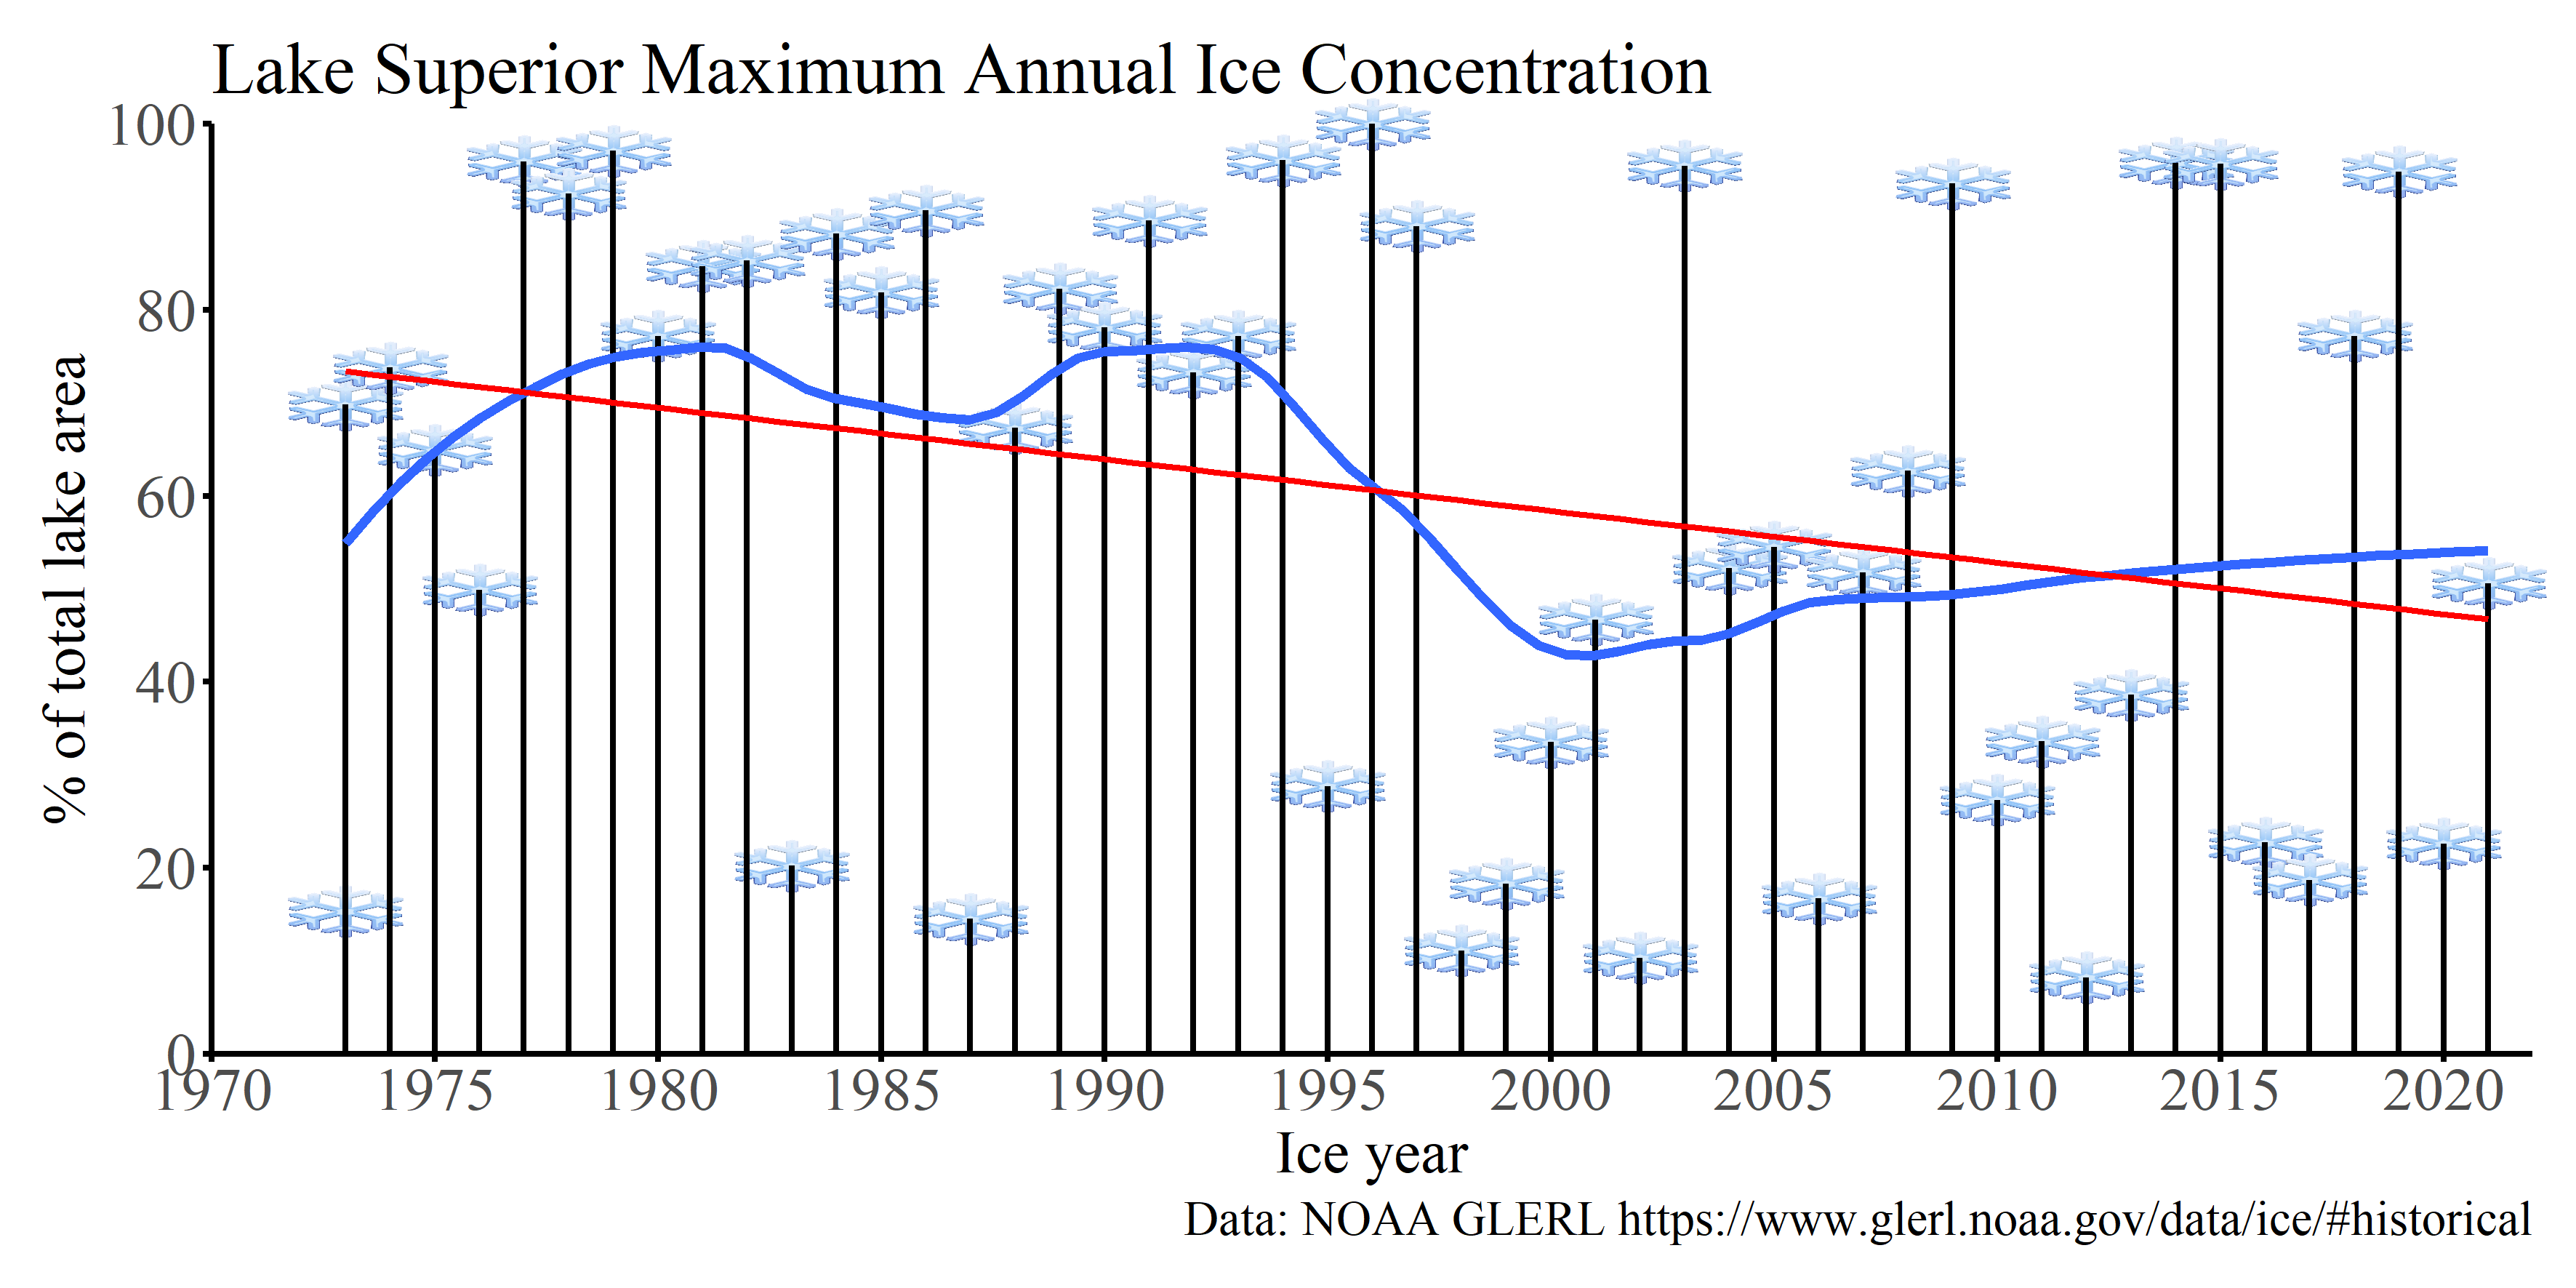 Lake Superior Maximum Annual Ice Concentration
100
80
60
40
20
0
% of total lake area
1970 1975 1980 1985 1990 1995 2000 2005 2010 2015 2020
Ice year
Data: NOAA GLERL https://www.glerl.noaa.gov/data/ice/#historical